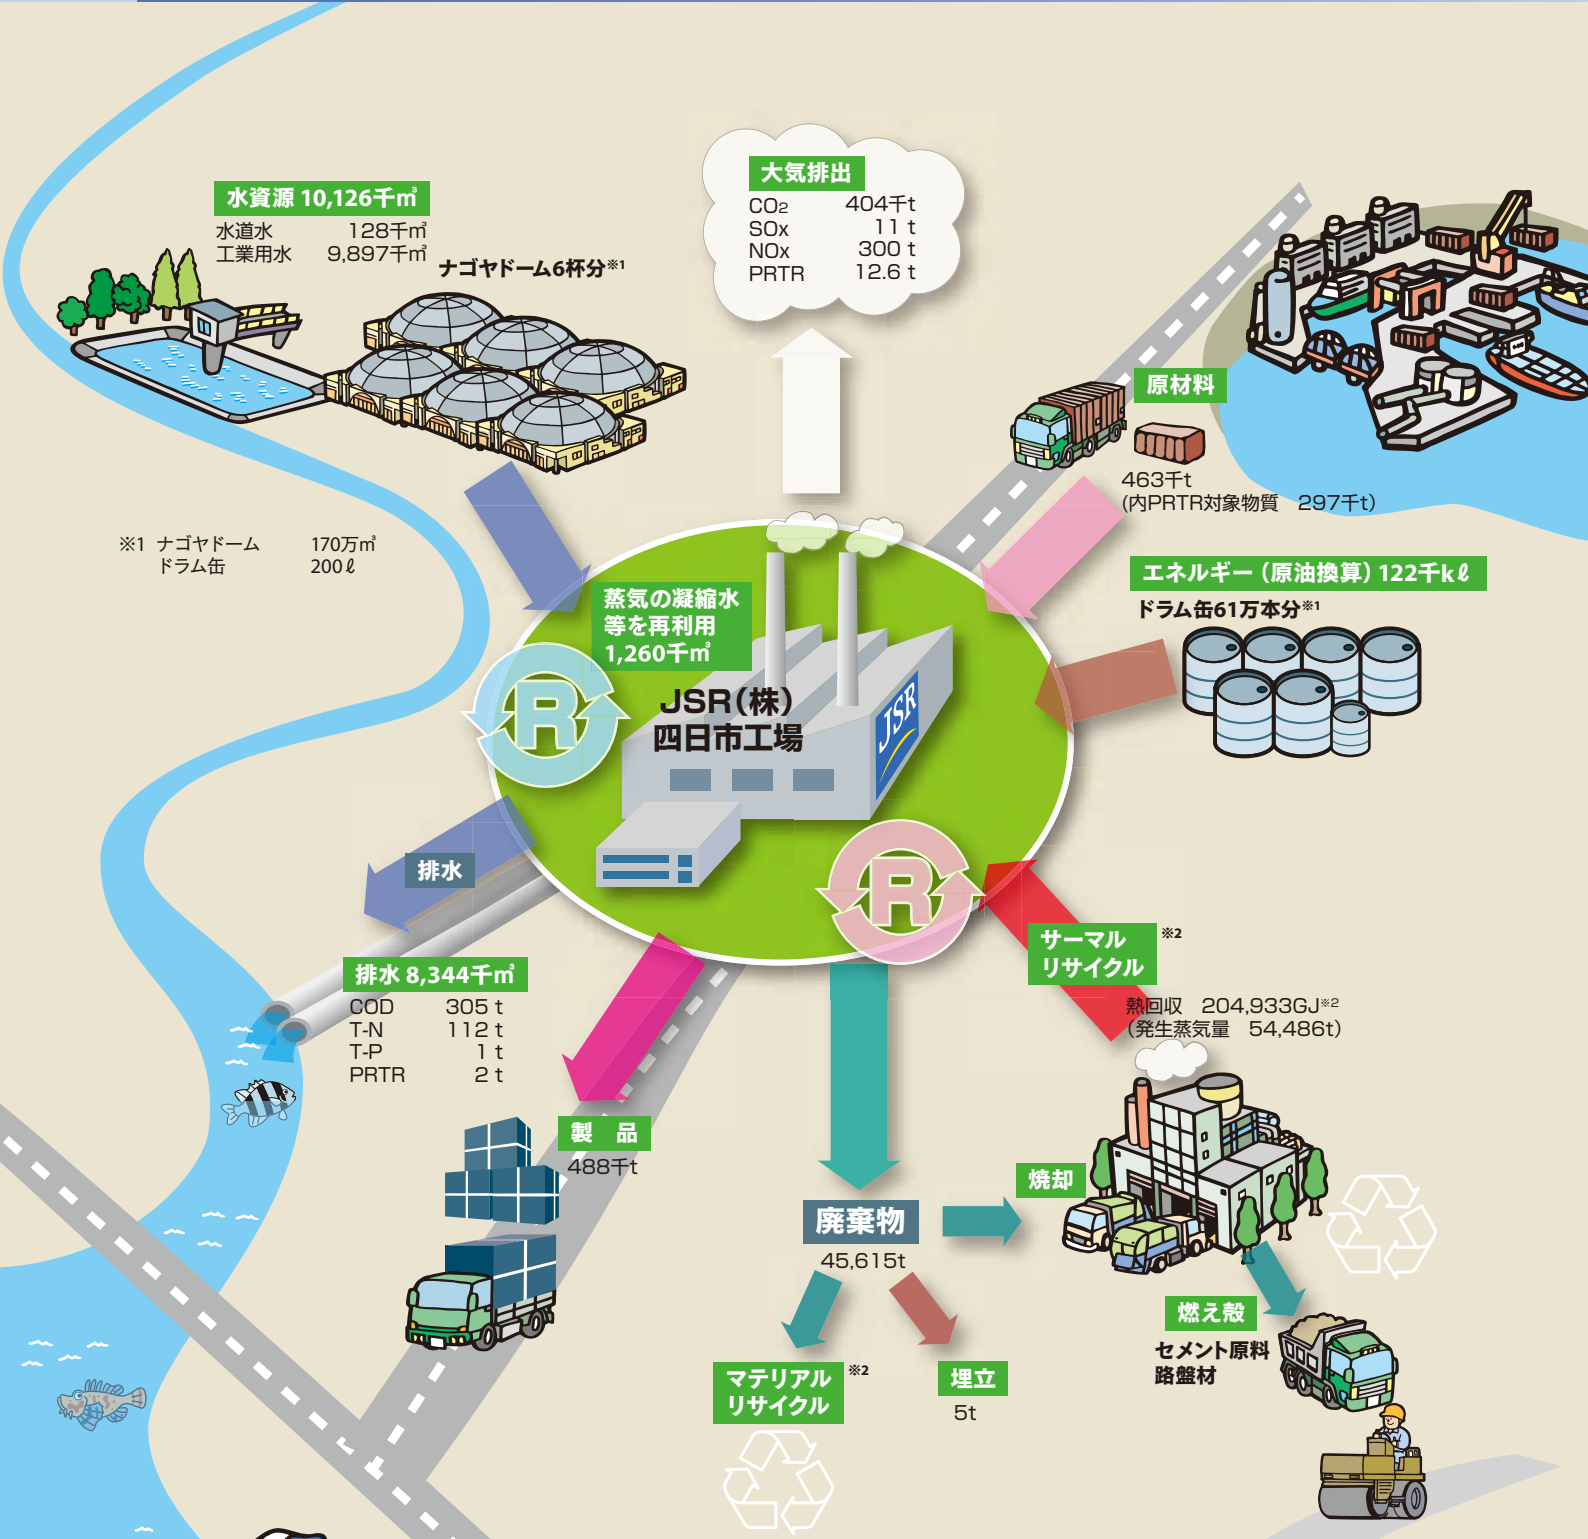 水資源 10,126千㎥
水道水 128千㎥
工業用水 9,897千㎥
ナゴヤドーム6杯分※1
※1 ナゴヤドーム 170万㎥
ドラム缶 200ℓ
大気排出
CO2 404千t
SOx 11 t
NOx 300 t
PRTR 12.6 t
原材料
463千t
(内PRTR対象物質 297千t)
エネルギー（原油換算）122千kℓ
ドラム缶61万本分※1
蒸気の凝縮水
等を再利用
1,260千㎥
R
JSR（株）
四日市工場
JSR
R
排水
排水 8,344千㎥
COD 305 t
T-N 112 t
T-P 1 t
PRTR 2 t
製 品
488千t
サーマル
リサイクル
※2
熱回収 204,933GJ※2
(発生蒸気量 54,486t)
廃棄物
45,615t
焼却
燃え殻
セメント原料
路盤材
マテリアル
リサイクル
※2
埋立
5t